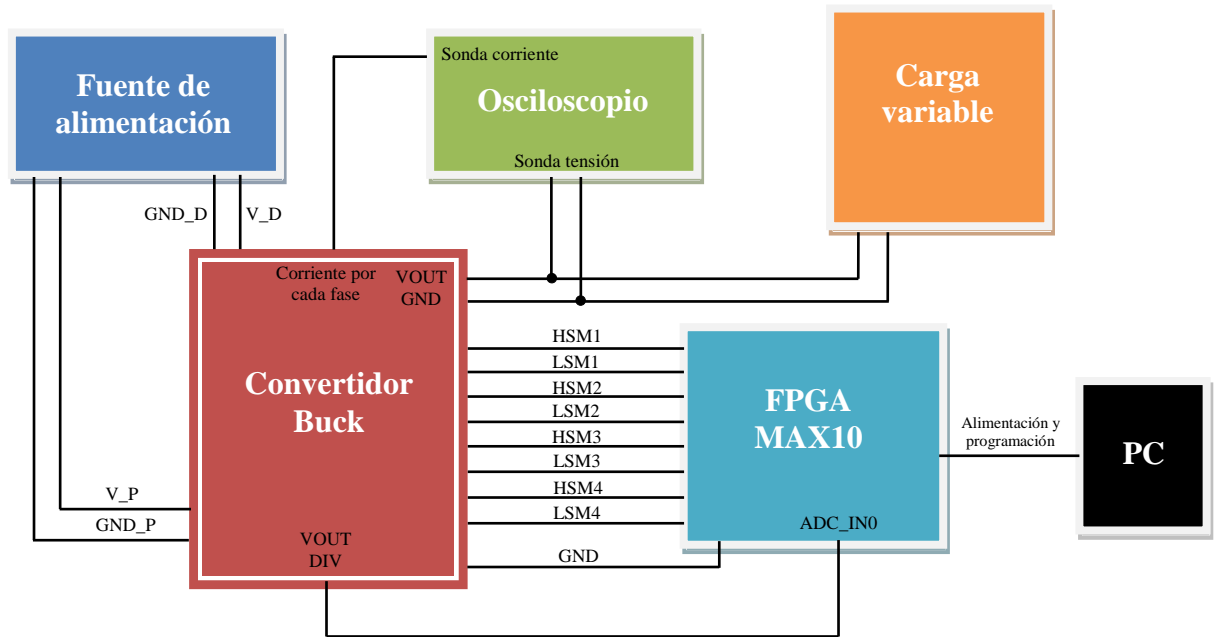 Fuente de
alimentación
Sonda corriente
Osciloscopio
Sonda tensión
Carga
variable
GND_D
V_D
Corriente por
cada fase
VOUT
GND
Convertidor
Buck
HSM1
LSM1
HSM2
LSM2
HSM3
LSM3
HSM4
LSM4
GND
FPGA
MAX10
ADC_IN0
Alimentación y
programación
PC
V_P
GND_P
VOUT
DIV